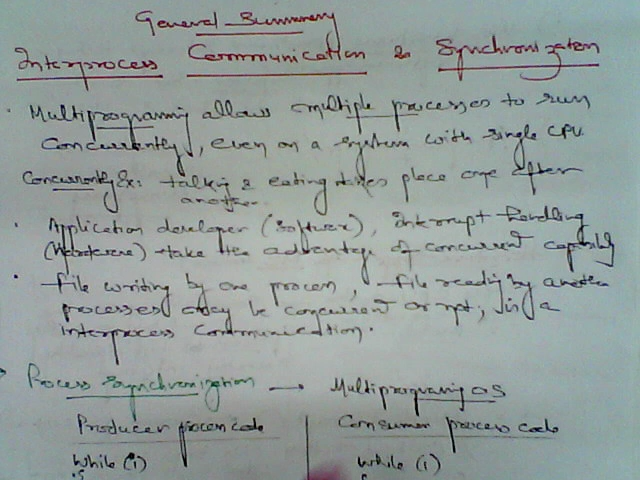 General Summary
Interprocess Communication & Synchronization
· Multiprograming allows multiple processes to run
concurrently, even on a system with single CPU.
Concurrently Ex: talking & eating takes place one after
another.
· Application developer (Software), Interrupt handling
(Hardware) take the advantage of concurrent capability
· File writing by one process, file reading by another
processes may be concurrent or not, is a
interprocess communication.
Process Synchronization → Multiprograming OS
Producer process code Consumer process code
While (1) While (1)
{ {